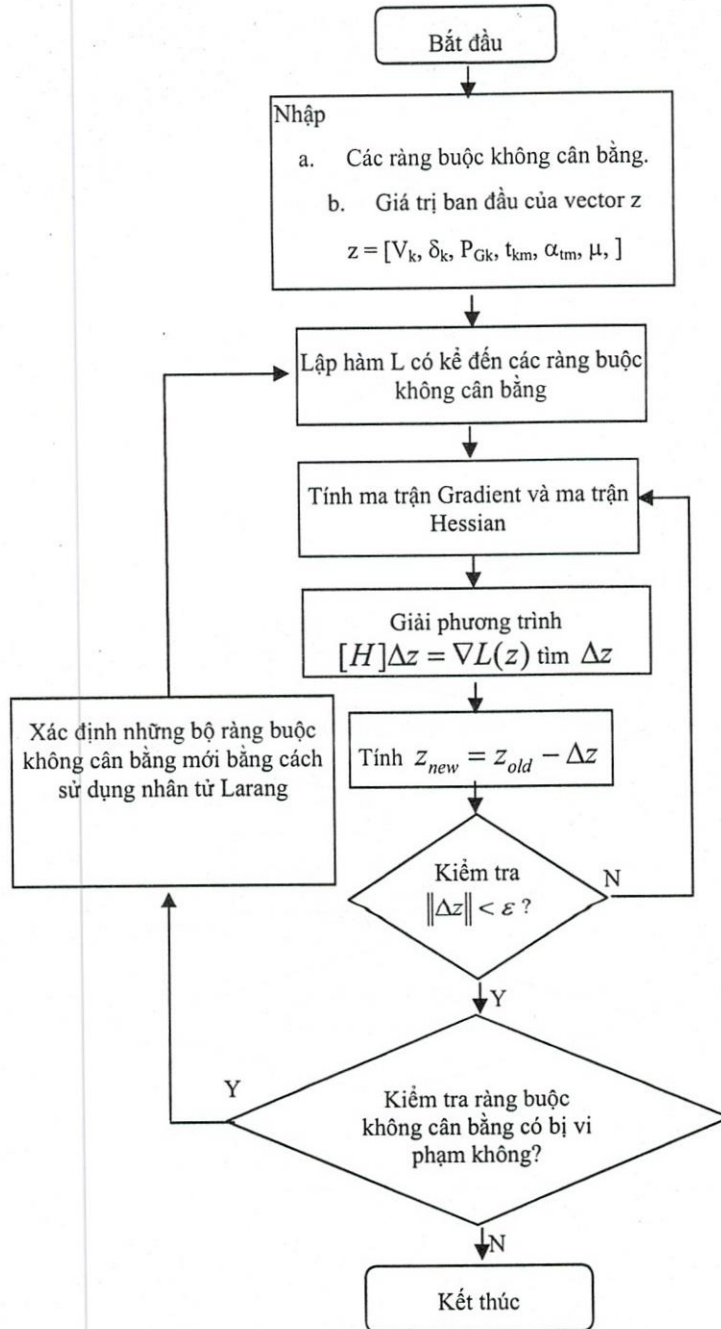 Bắt đầu
Nhập
a. Các ràng buộc không cân bằng.
b. Giá trị ban đầu của vector z
z = [V_k, δ_k, P_Gk, t_km, α_tm, μ, ]
Lập hàm L có kể đến các ràng buộc
không cân bằng
Tính ma trận Gradient và ma trận
Hessian
Giải phương trình
[H]Δz = ∇L(z) tìm Δz
Xác định những bộ ràng buộc
không cân bằng mới bằng cách
sử dụng nhân tử Larang
Tính z_new = z_old − Δz
Kiểm tra
‖Δz‖ < ε ?
N
Y
Y
Kiểm tra ràng buộc
không cân bằng có bị vi
phạm không?
N
Kết thúc